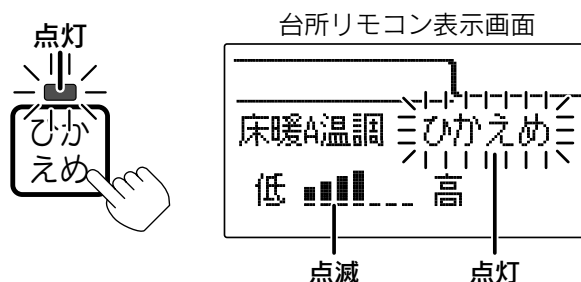 点灯
ひか
えめ
台所リモコン表示画面
床暖A温調 ひかえめ
低 高
点滅 点灯